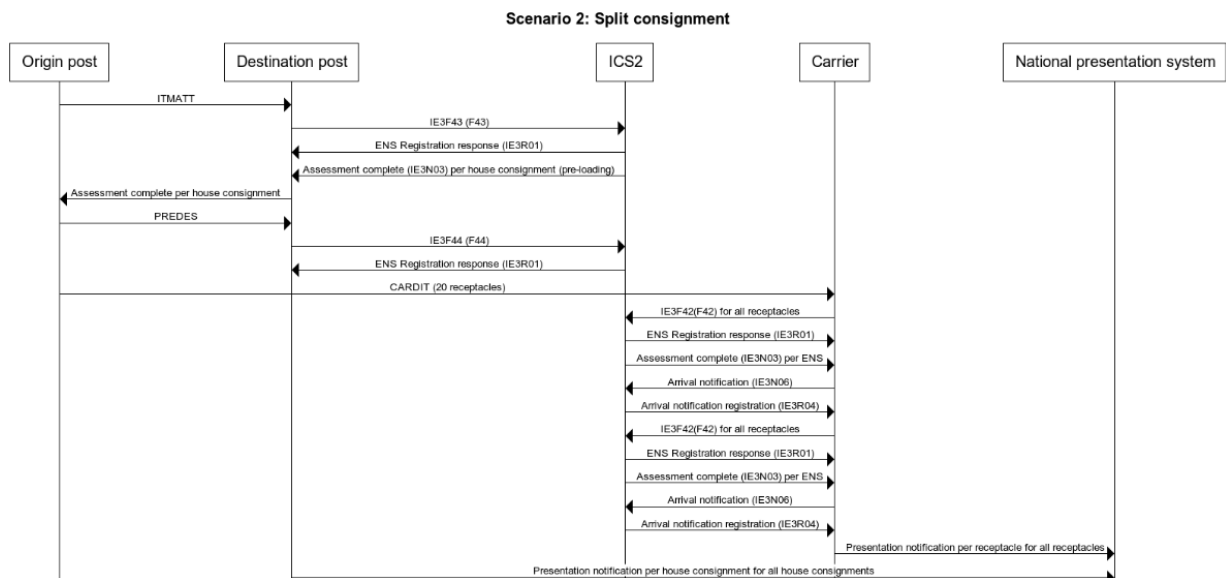 Scenario 2: Split consignment
Origin post
Destination post
ICS2
Carrier
National presentation system
ITMATT
IE3F43 (F43)
ENS Registration response (IE3R01)
Assessment complete (IE3N03) per house consignment (pre-loading)
Assessment complete per house consignment
PREDES
IE3F44 (F44)
ENS Registration response (IE3R01)
CARDIT (20 receptacles)
IE3F42(F42) for all receptacles
ENS Registration response (IE3R01)
Assessment complete (IE3N03) per ENS
Arrival notification (IE3N06)
Arrival notification registration (IE3R04)
IE3F42(F42) for all receptacles
ENS Registration response (IE3R01)
Assessment complete (IE3N03) per ENS
Arrival notification (IE3N06)
Arrival notification registration (IE3R04)
Presentation notification per receptacle for all receptacles
Presentation notification per house consignment for all house consignments